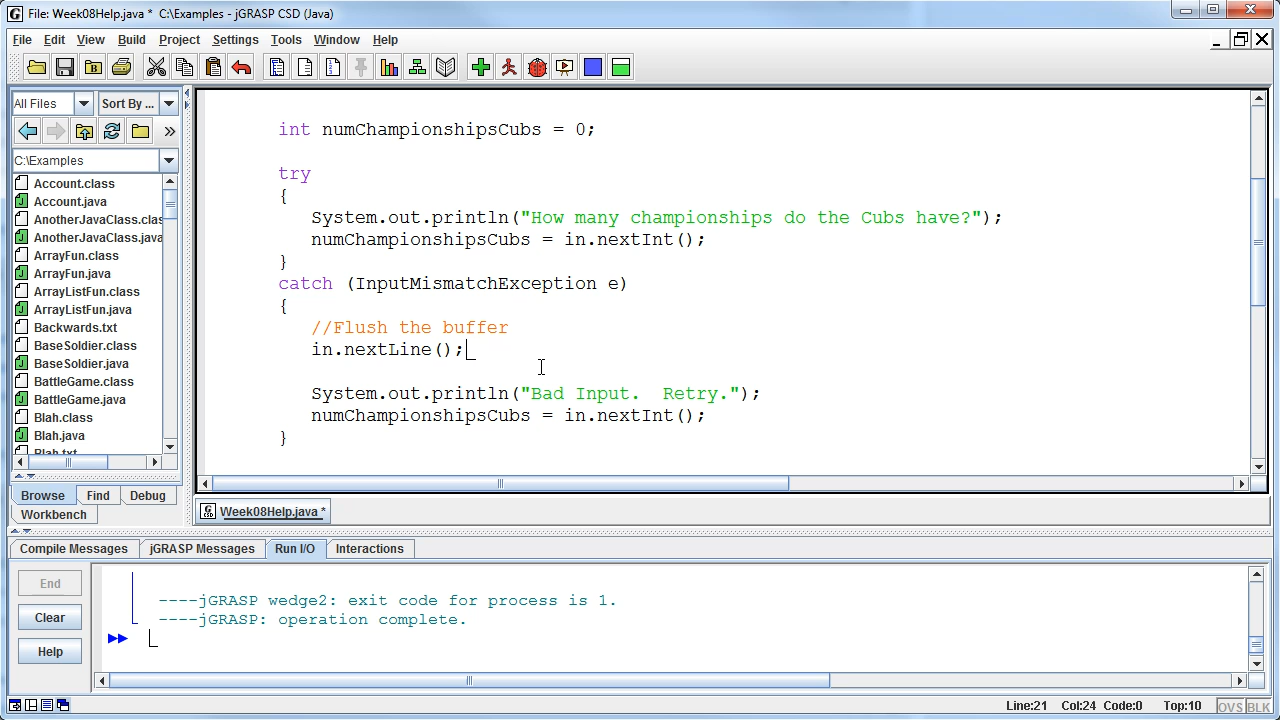 File: Week08Help.java * C:\Examples - jGRASP CSD (Java)
File Edit View Build Project Settings Tools Window Help
All Files Sort By ...
C:\Examples
Account.class
Account.java
AnotherJavaClass.clas
AnotherJavaClass.java
ArrayFun.class
ArrayFun.java
ArrayListFun.class
ArrayListFun.java
Backwards.txt
BaseSoldier.class
BaseSoldier.java
BattleGame.class
BattleGame.java
Blah.class
Blah.java
Blah.txt
Browse Find Debug
Workbench
int numChampionshipsCubs = 0;
try
{
System.out.println("How many championships do the Cubs have?");
numChampionshipsCubs = in.nextInt();
}
catch (InputMismatchException e)
{
//Flush the buffer
in.nextLine();
System.out.println("Bad Input.  Retry.");
numChampionshipsCubs = in.nextInt();
}
Week08Help.java *
Compile Messages jGRASP Messages Run I/O Interactions
End
Clear
Help
----jGRASP wedge2: exit code for process is 1.
----jGRASP: operation complete.
Line:21 Col:24 Code:0 Top:10 OVS BLK